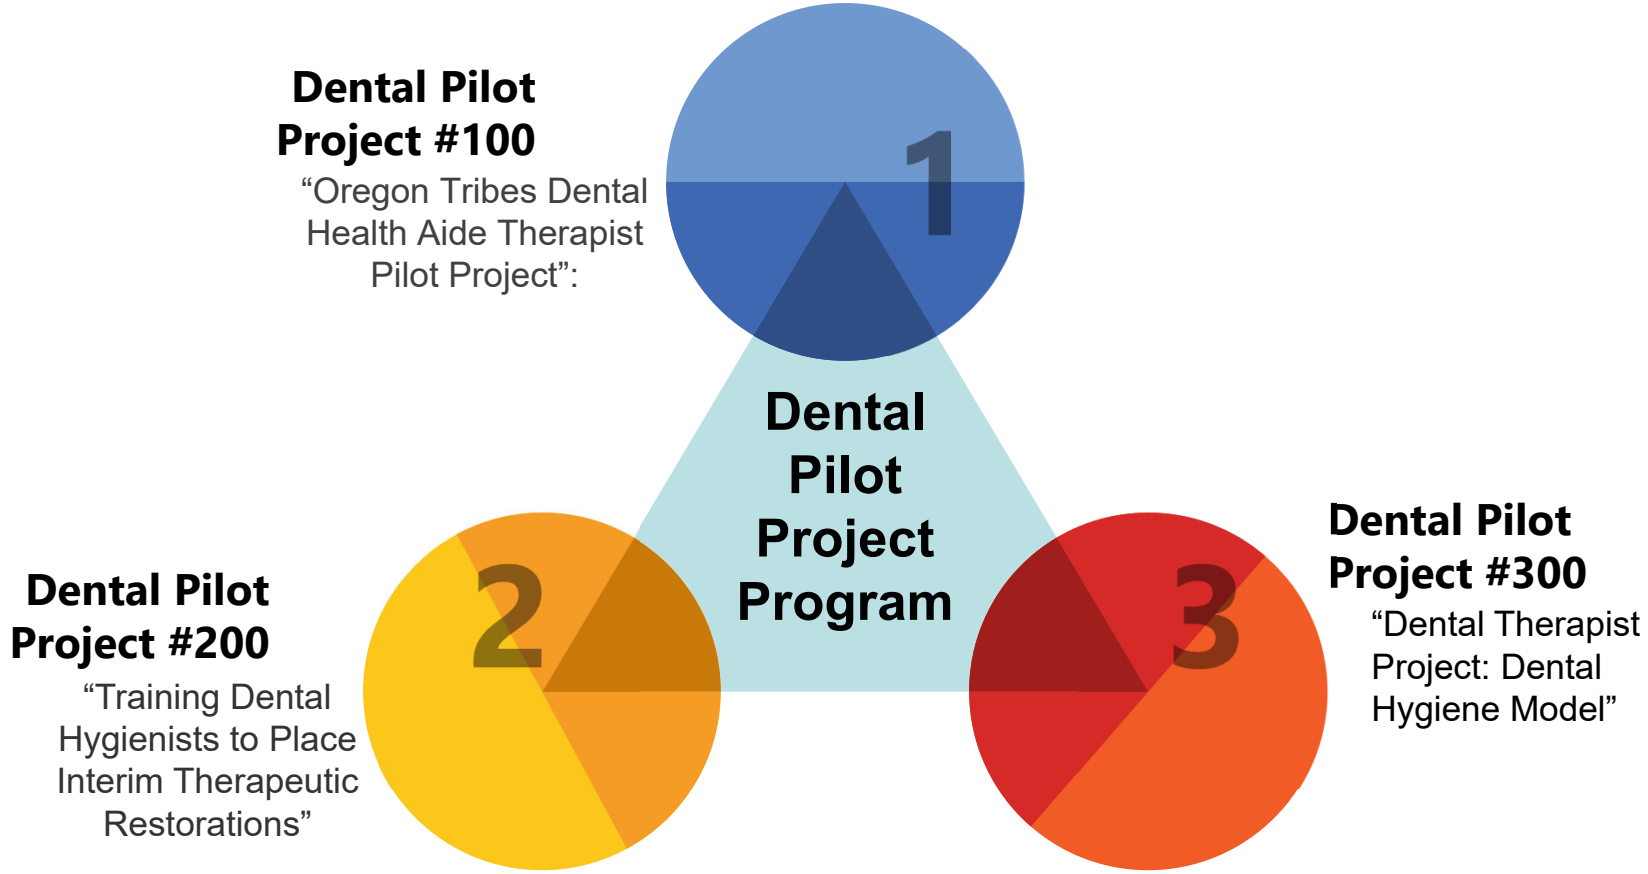 Dental Pilot
Project #100
“Oregon Tribes Dental
Health Aide Therapist
Pilot Project”:
1
Dental
Pilot
Project
Program
Dental Pilot
Project #200
“Training Dental
Hygienists to Place
Interim Therapeutic
Restorations”
2
3
Dental Pilot
Project #300
“Dental Therapist
Project: Dental
Hygiene Model”